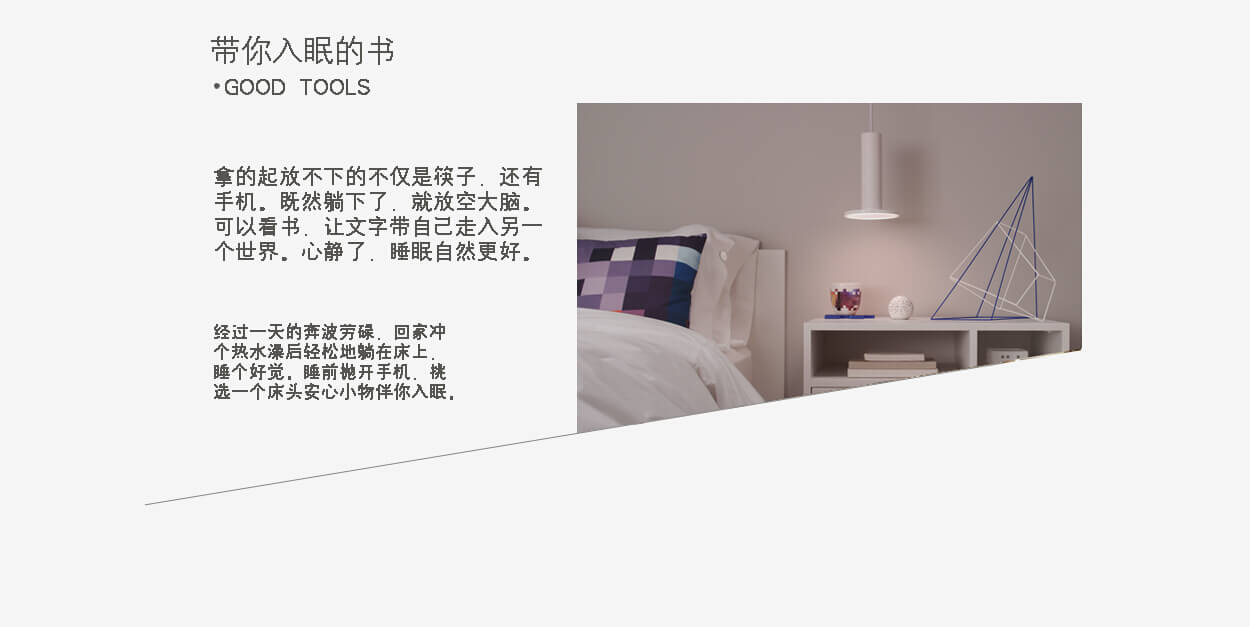 带你入眠的书
•GOOD TOOLS
拿的起放不下的不仅是筷子，还有
手机。既然躺下了，就放空大脑。
可以看书，让文字带自己走入另一
个世界。心静了，睡眠自然更好。
经过一天的奔波劳碌，回家冲
个热水澡后轻松地躺在床上，
睡个好觉。睡前抛开手机，挑
选一个床头安心小物伴你入眠。